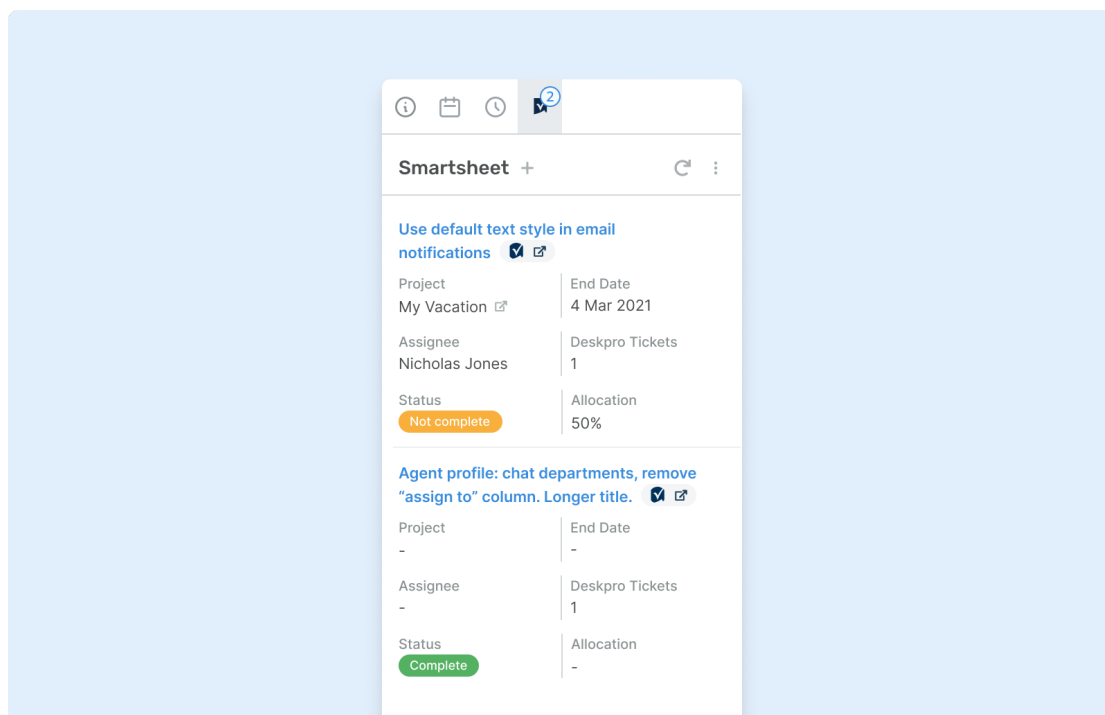 2
Smartsheet
Use default text style in email
notifications
Project
End Date
My Vacation
4 Mar 2021
Assignee
Deskpro Tickets
Nicholas Jones
1
Status
Allocation
Not complete
50%
Agent profile: chat departments, remove
“assign to” column. Longer title.
Project
End Date
-
-
Assignee
Deskpro Tickets
-
1
Status
Allocation
Complete
-